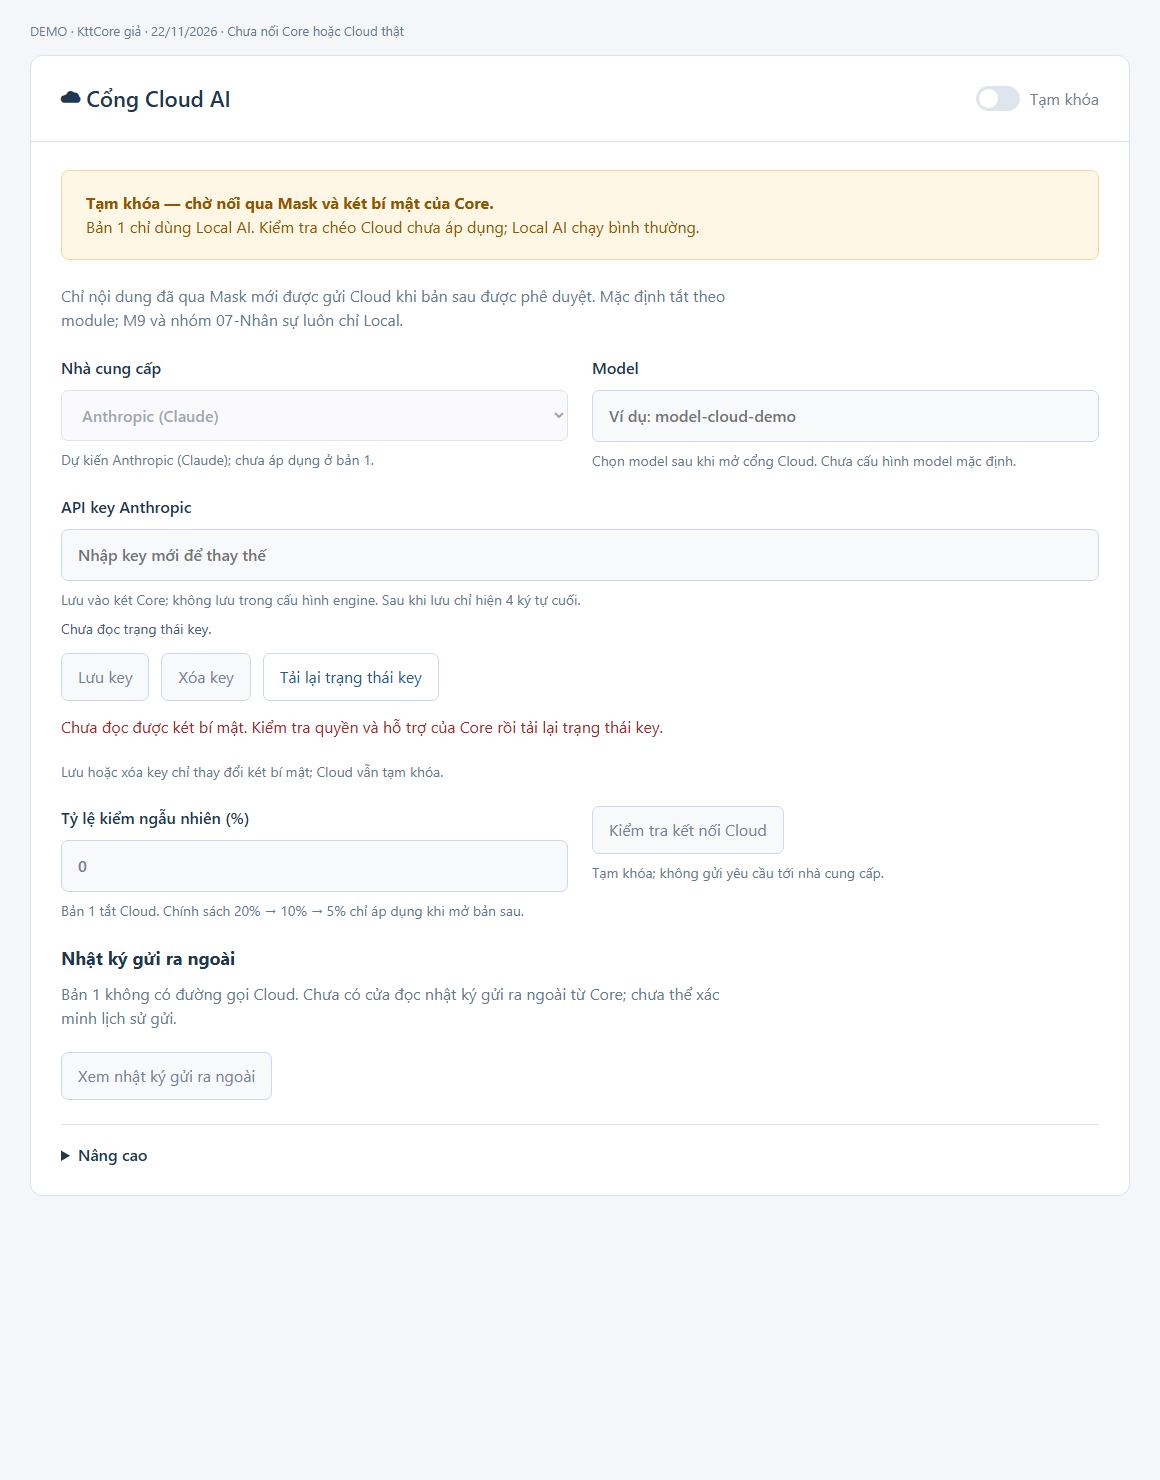 DEMO · KttCore giả · 22/11/2026 · Chưa nối Core hoặc Cloud thật
Cổng Cloud AI
Tạm khóa
Tạm khóa — chờ nối qua Mask và két bí mật của Core.
Bản 1 chỉ dùng Local AI. Kiểm tra chéo Cloud chưa áp dụng; Local AI chạy bình thường.
Chỉ nội dung đã qua Mask mới được gửi Cloud khi bản sau được phê duyệt. Mặc định tắt theo
module; M9 và nhóm 07-Nhân sự luôn chỉ Local.
Nhà cung cấp
Anthropic (Claude)
Dự kiến Anthropic (Claude); chưa áp dụng ở bản 1.
Model
Ví dụ: model-cloud-demo
Chọn model sau khi mở cổng Cloud. Chưa cấu hình model mặc định.
API key Anthropic
Nhập key mới để thay thế
Lưu vào két Core; không lưu trong cấu hình engine. Sau khi lưu chỉ hiện 4 ký tự cuối.
Chưa đọc trạng thái key.
Lưu key
Xóa key
Tải lại trạng thái key
Chưa đọc được két bí mật. Kiểm tra quyền và hỗ trợ của Core rồi tải lại trạng thái key.
Lưu hoặc xóa key chỉ thay đổi két bí mật; Cloud vẫn tạm khóa.
Tỷ lệ kiểm ngẫu nhiên (%)
0
Bản 1 tắt Cloud. Chính sách 20% → 10% → 5% chỉ áp dụng khi mở bản sau.
Kiểm tra kết nối Cloud
Tạm khóa; không gửi yêu cầu tới nhà cung cấp.
Nhật ký gửi ra ngoài
Bản 1 không có đường gọi Cloud. Chưa có cửa đọc nhật ký gửi ra ngoài từ Core; chưa thể xác
minh lịch sử gửi.
Xem nhật ký gửi ra ngoài
Nâng cao